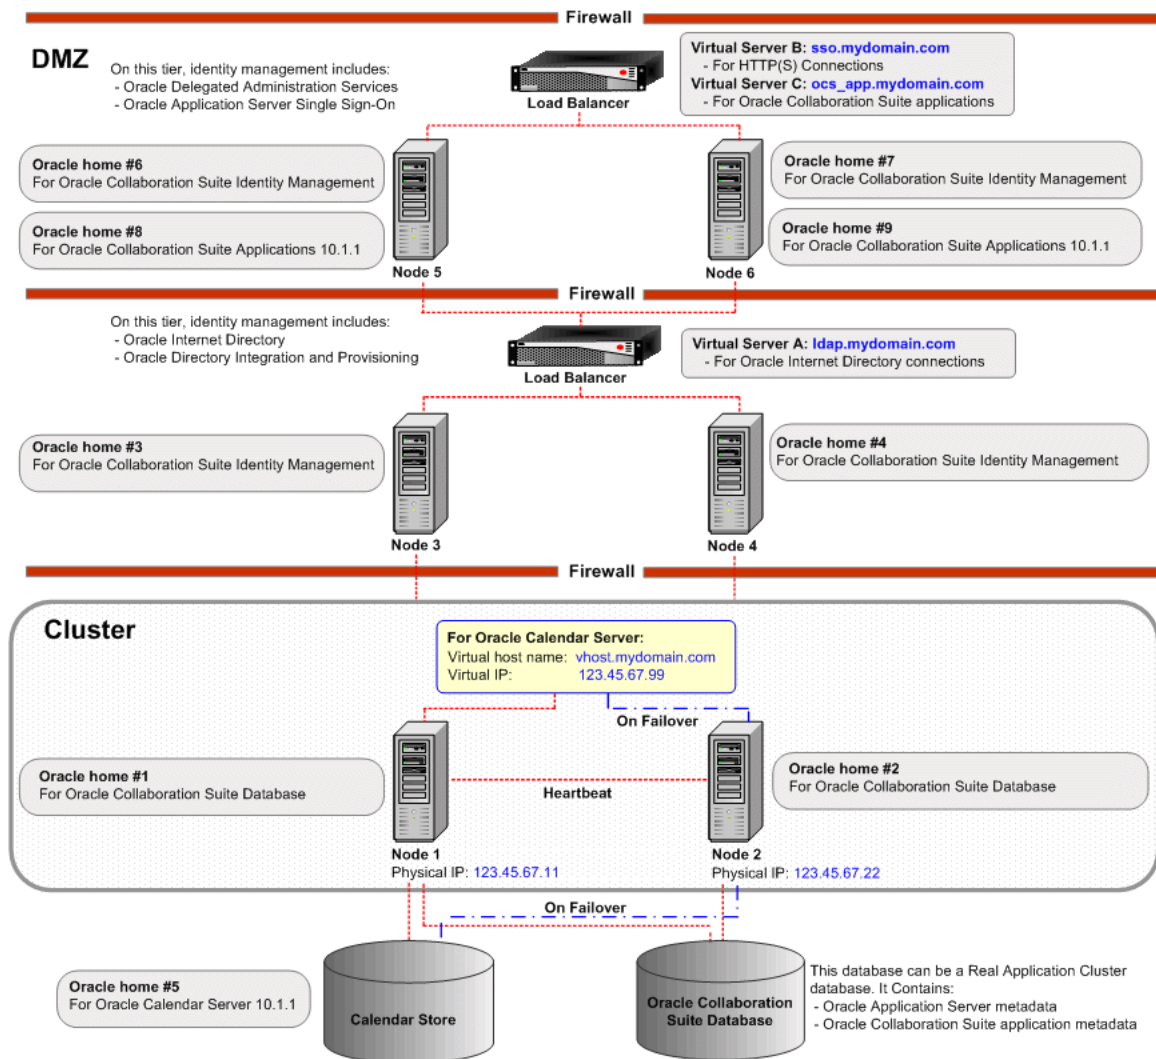 Firewall
DMZ
On this tier, identity management includes:
- Oracle Delegated Administration Services
- Oracle Application Server Single Sign-On
Load Balancer
Virtual Server B: sso.mydomain.com
- For HTTP(S) Connections
Virtual Server C: ocs_app.mydomain.com
- For Oracle Collaboration Suite applications
Oracle home #6
For Oracle Collaboration Suite Identity Management
Oracle home #8
For Oracle Collaboration Suite Applications 10.1.1
Node 5
Node 6
Oracle home #7
For Oracle Collaboration Suite Identity Management
Oracle home #9
For Oracle Collaboration Suite Applications 10.1.1
Firewall
On this tier, identity management includes:
- Oracle Internet Directory
- Oracle Directory Integration and Provisioning
Load Balancer
Virtual Server A: ldap.mydomain.com
- For Oracle Internet Directory connections
Oracle home #3
For Oracle Collaboration Suite Identity Management
Node 3
Node 4
Oracle home #4
For Oracle Collaboration Suite Identity Management
Firewall
Cluster
For Oracle Calendar Server:
Virtual host name: vhost.mydomain.com
Virtual IP: 123.45.67.99
On Failover
Oracle home #1
For Oracle Collaboration Suite Database
Heartbeat
Oracle home #2
For Oracle Collaboration Suite Database
Node 1
Physical IP: 123.45.67.11
Node 2
Physical IP: 123.45.67.22
On Failover
Oracle home #5
For Oracle Calendar Server 10.1.1
Calendar Store
Oracle Collaboration
Suite Database
This database can be a Real Application Cluster
database. It Contains:
- Oracle Application Server metadata
- Oracle Collaboration Suite application metadata